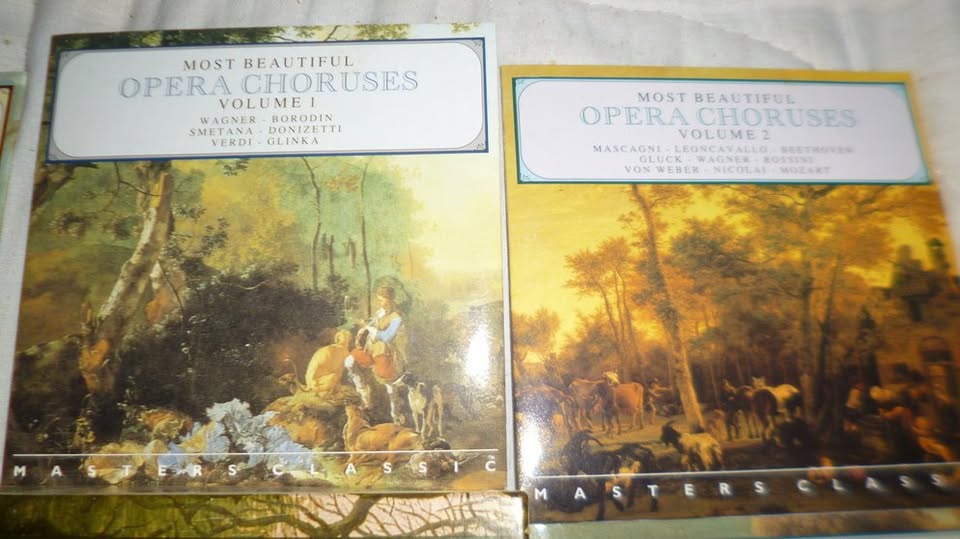 MOST BEAUTIFUL
OPERA CHORUSES
VOLUME 1
WAGNER - BORODIN
SMETANA - DONIZETTI
VERDI - GLINKA
MASTERS CLASSIC
MOST BEAUTIFUL
OPERA CHORUSES
VOLUME 2
MASCAGNI - LEONCAVALLO - BEETHOVEN
GLUCK - WAGNER - ROSSINI
VON WEBER - NICOLAI - MOZART
MASTERS CLASS